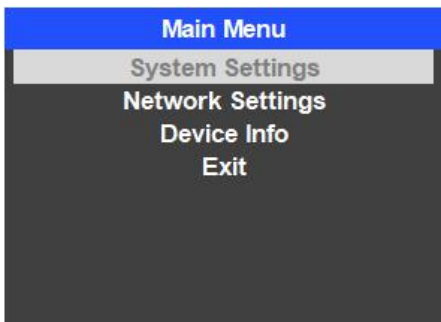 Main Menu
System Settings
Network Settings
Device Info
Exit